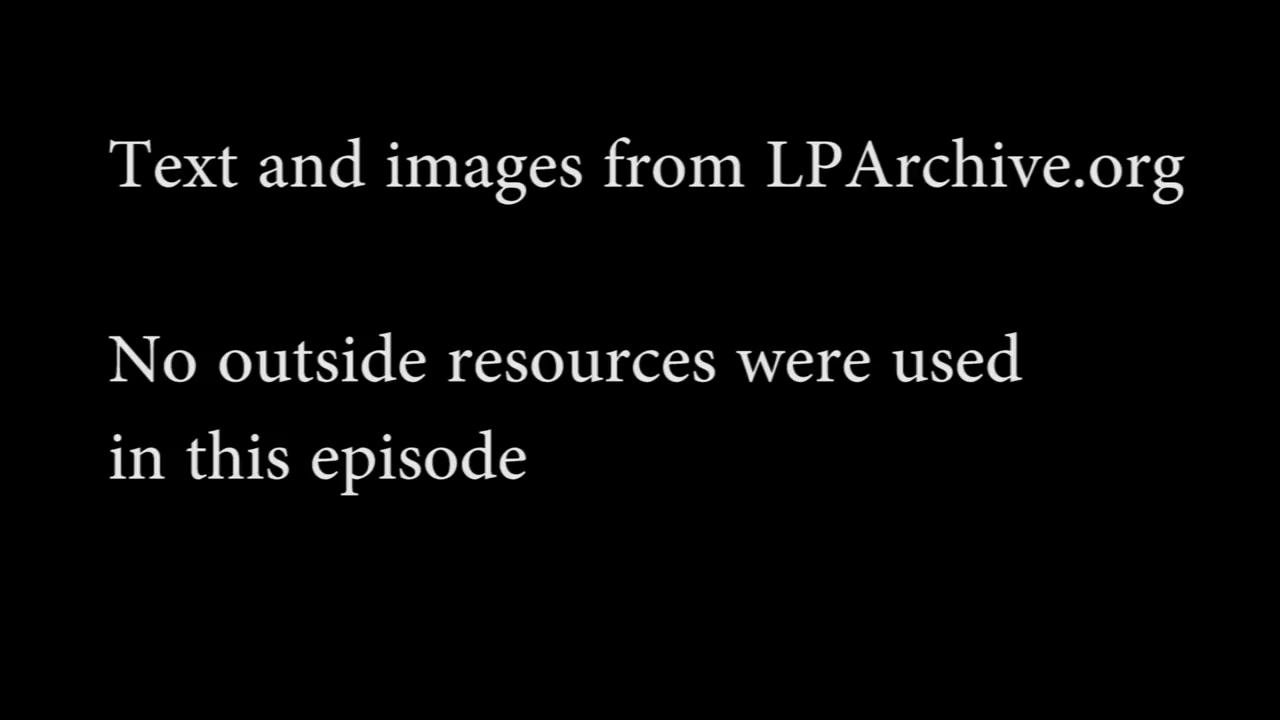 Text and images from LPArchive.org
No outside resources were used
in this episode